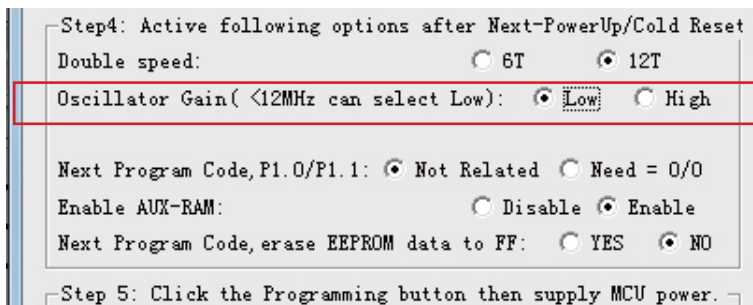 Step4: Active following options after Next-PowerUp/Cold Reset
Double speed: 6T 12T
Oscillator Gain( <12MHz can select Low): Low High
Next Program Code,P1.0/P1.1: Not Related Need = 0/0
Enable AUX-RAM: Disable Enable
Next Program Code,erase EEPROM data to FF: YES NO
Step 5: Click the Programming button then supply MCU power.